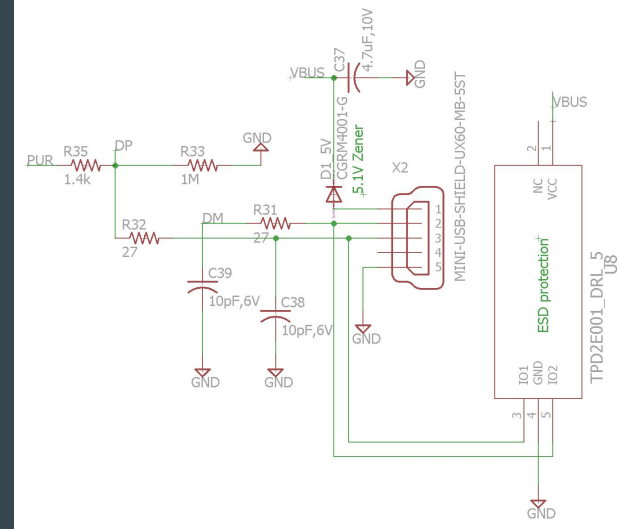 C37
4.7uF,10V
VBUS
GND
D1 5V
CGRM4001-G
5.1V Zener
MINI-USB-SHIELD-UX60-MB-5ST
X2
1
2
3
4
5
PUR
R35
1.4k
DP
R33
1M
GND
R32
27
DM
R31
27
C39
10pF,6V
C38
10pF,6V
GND
GND
GND
VBUS
2
1
NC
VCC
ESD protection
TPD2E001_DRL_5
U8
IO1
GND
IO2
3
4
5
GND